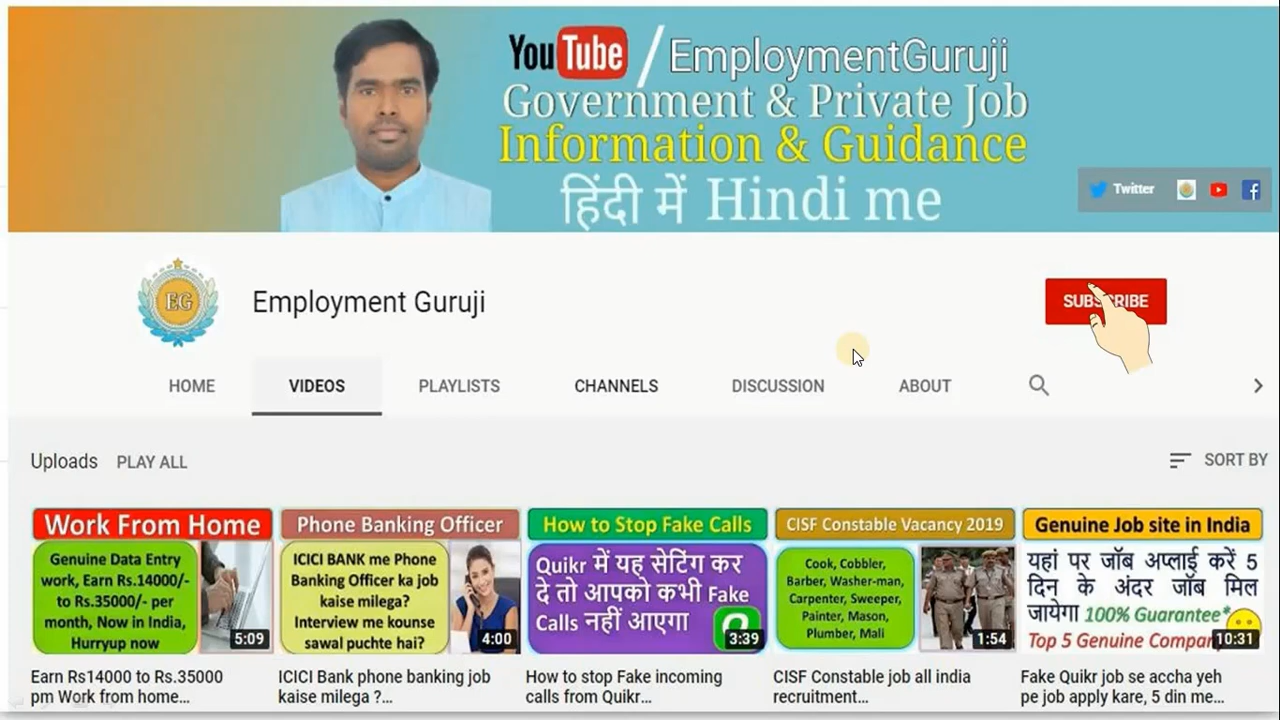 YouTube /EmploymentGuruji
Government & Private Job
Information & Guidance
हिंदी में Hindi me
Twitter
EG
Employment Guruji
SUBSCRIBE
HOME VIDEOS PLAYLISTS CHANNELS DISCUSSION ABOUT
Uploads PLAY ALL SORT BY
Work From Home
Genuine Data Entry
work, Earn Rs.14000/-
to Rs.35000/- per
month, Now in India,
Hurryup now
5:09
Earn Rs14000 to Rs.35000
pm Work from home...
Phone Banking Officer
ICICI BANK me Phone
Banking Officer ka job
kaise milega?
Interview me kounse
sawal puchte hai?
4:00
ICICI Bank phone banking job
kaise milega ?...
How to Stop Fake Calls
Quikr में यह सेटिंग कर
दे तो आपको कभी Fake
Calls नहीं आएगा
3:39
How to stop Fake incoming
calls from Quikr...
CISF Constable Vacancy 2019
Cook, Cobbler,
Barber, Washer-man,
Carpenter, Sweeper,
Painter, Mason,
Plumber, Mali
1:54
CISF Constable job all india
recruitment...
Genuine Job site in India
यहां पर जॉब अप्लाई करें 5
दिन के अंदर जॉब मिल
जायेगा 100% Guarantee*
Top 5 Genuine
10:31
Fake Quikr job se accha yeh
pe job apply kare, 5 din me...